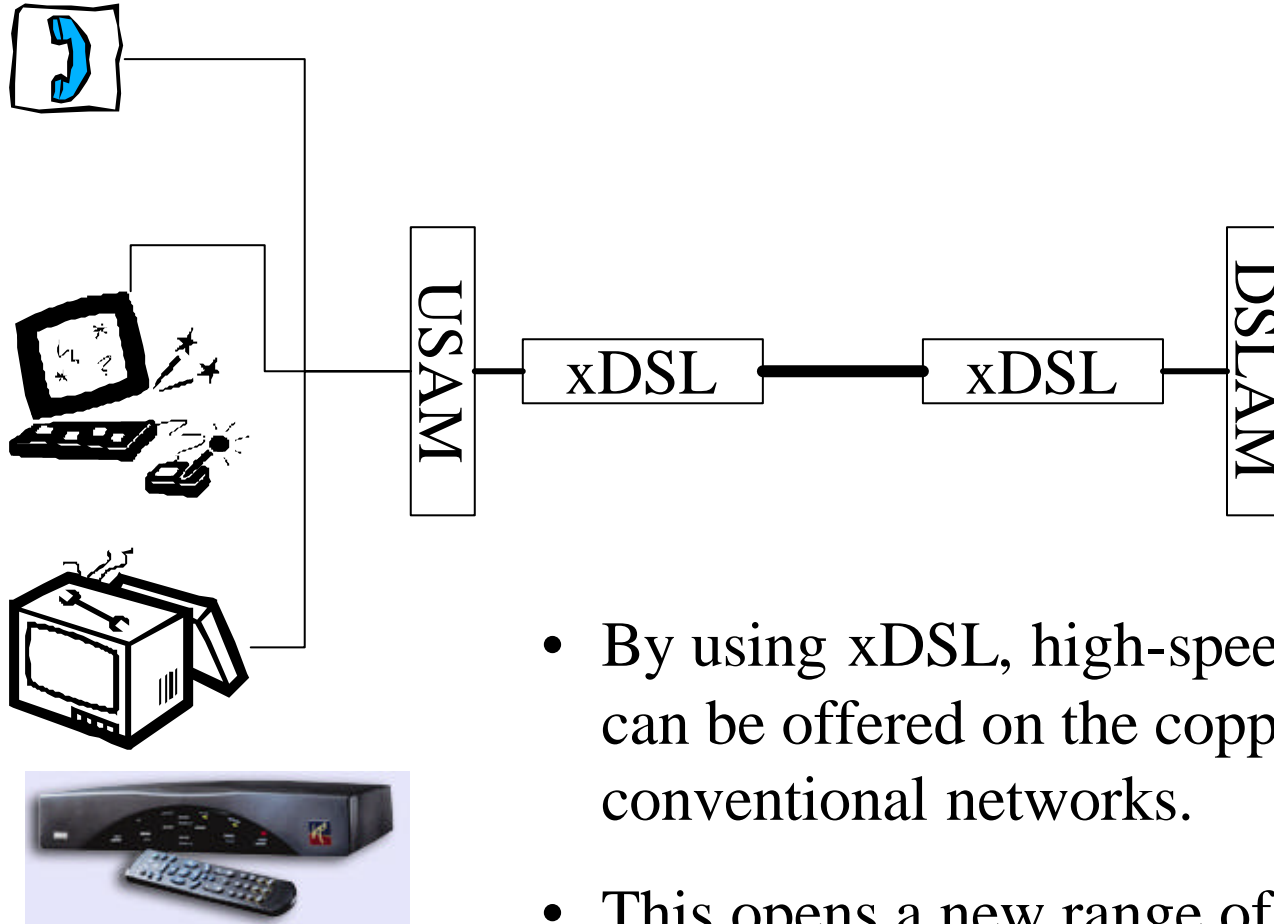 USAM
xDSL
xDSL
DSLAM
• By using xDSL, high-spee
can be offered on the copp
conventional networks.
• This opens a new range of